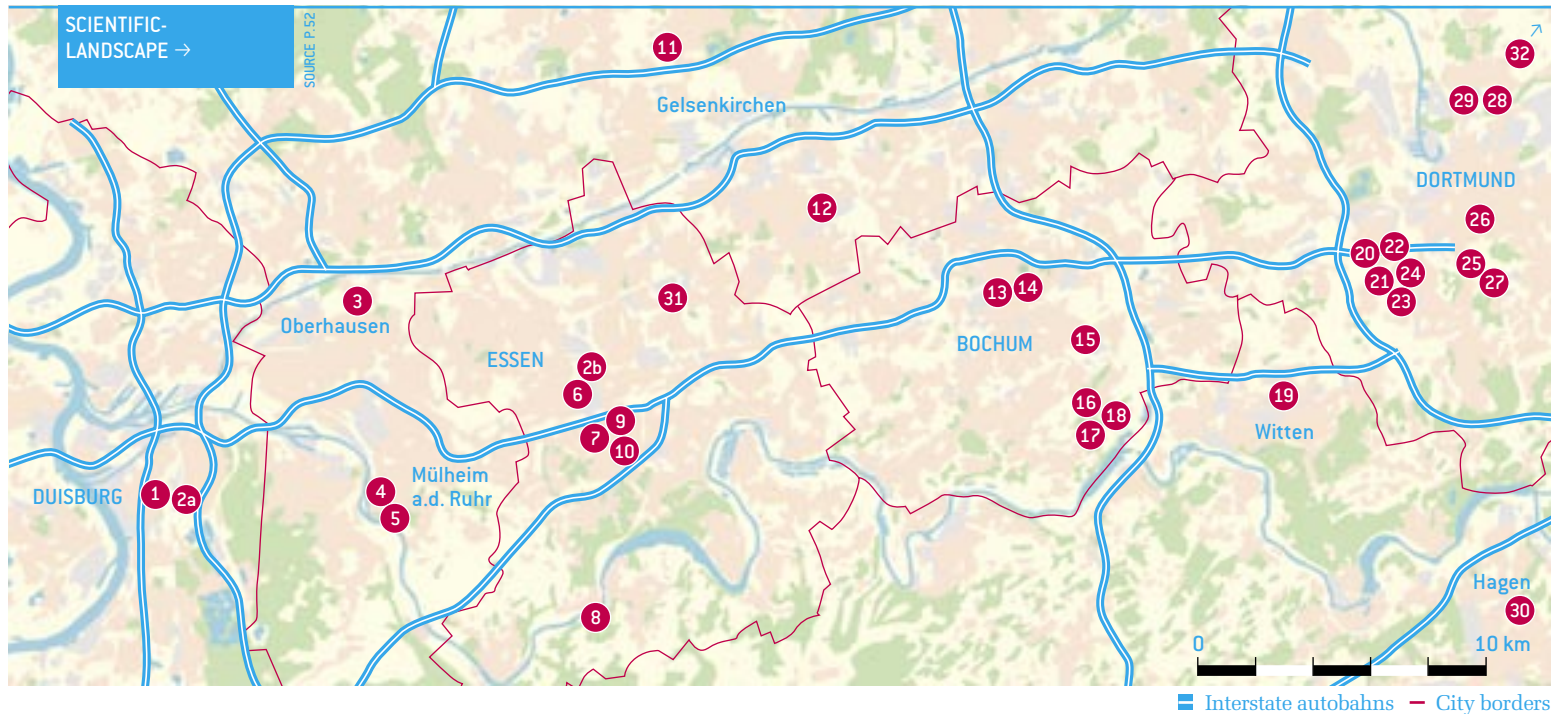 SCIENTIFIC-
LANDSCAPE →
SOURCE P.52
11
32
29 28
Gelsenkirchen
DORTMUND
12
26
20 22
25
21 24
27
23
13 14
31
3
Oberhausen
15
BOCHUM
ESSEN
2b
6
16
18
17
19
Witten
9
7
10
Mülheim
a.d. Ruhr
DUISBURG
1 2a
4
5
8
Hagen
30
0 10 km
Interstate autobahns City borders